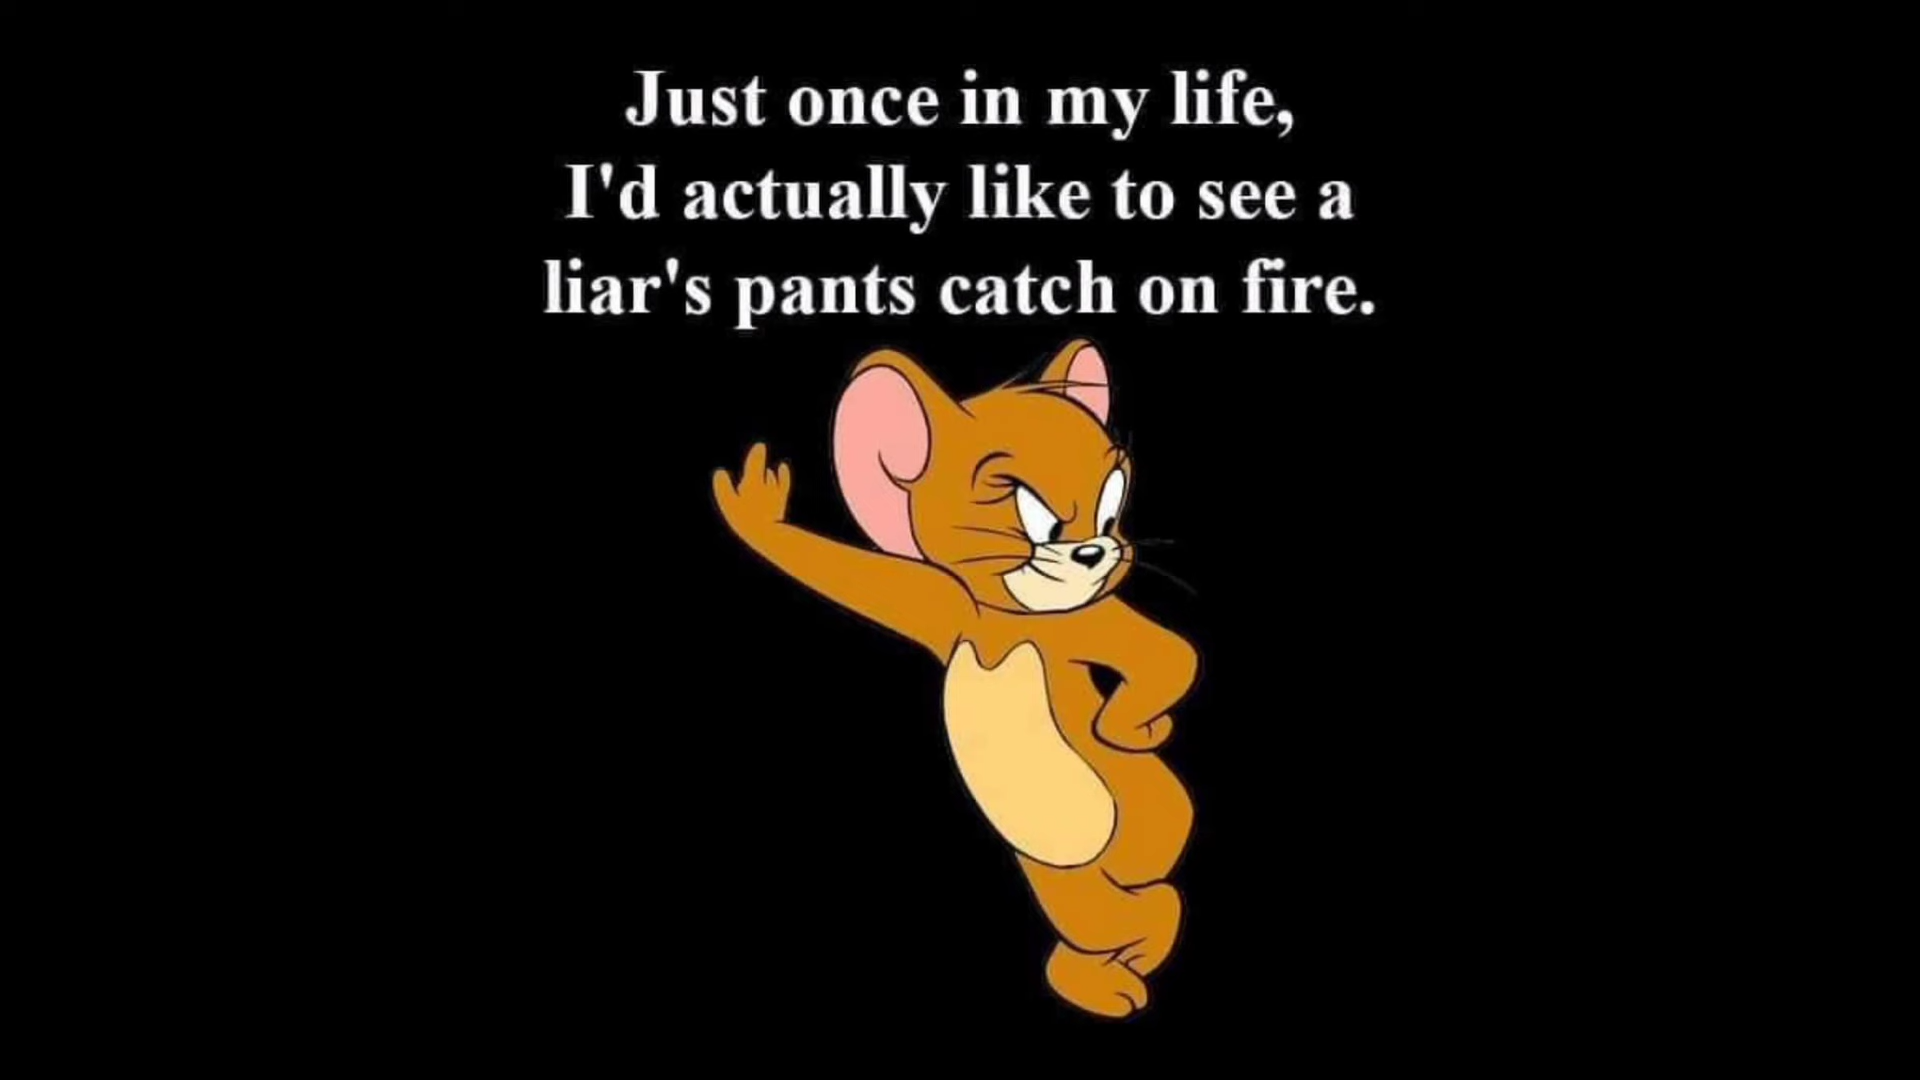 Just once in my life,
I'd actually like to see a
liar's pants catch on fire.